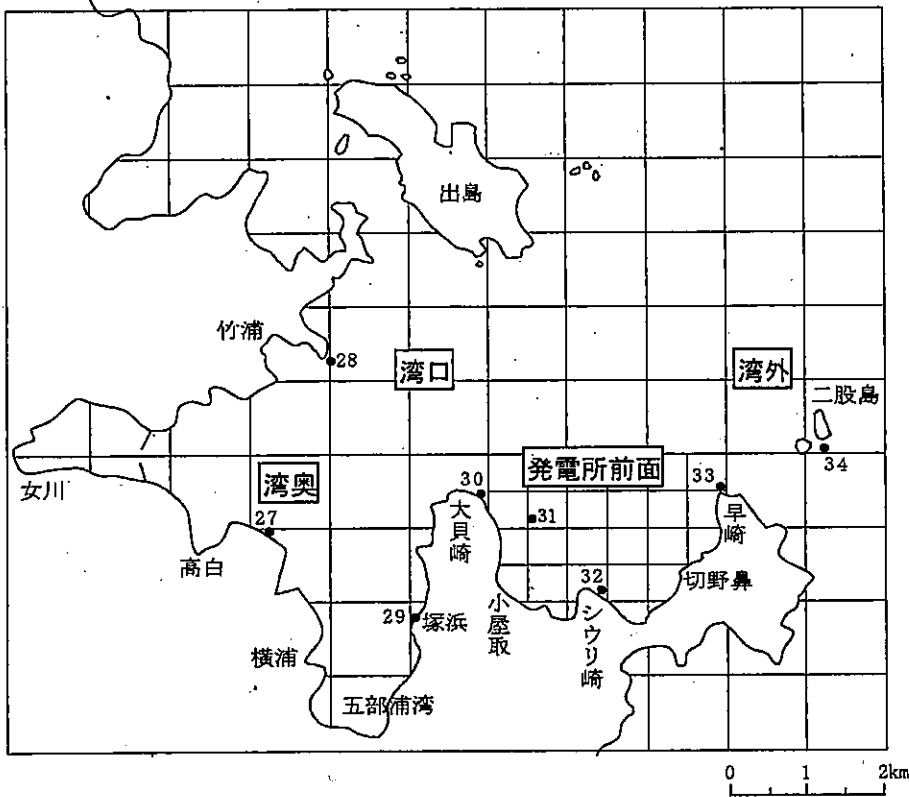 出島
竹浦
28
湾口
湾外
二股島
34
発電所前面
33
30
湾奥
女川
27
大貝崎
31
早崎
高白
32
切野鼻
29
塚浜
小屋取
シウリ崎
横浦
五部浦湾
0 1 2km